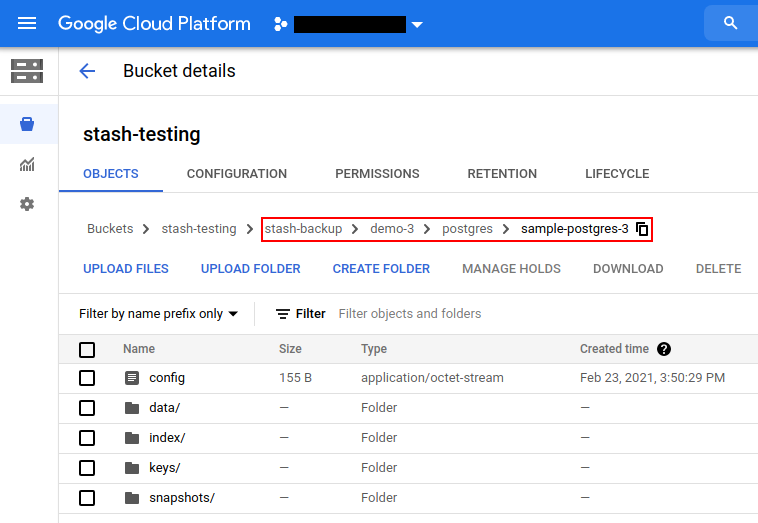 Google Cloud Platform
Bucket details
stash-testing
OBJECTS CONFIGURATION PERMISSIONS RETENTION LIFECYCLE
Buckets stash-testing stash-backup demo-3 postgres sample-postgres-3
UPLOAD FILES UPLOAD FOLDER CREATE FOLDER MANAGE HOLDS DOWNLOAD DELETE
Filter by name prefix only Filter Filter objects and folders
Name Size Type Created time ?
config 155 B application/octet-stream Feb 23, 2021, 3:50:29 PM
data/ — Folder —
index/ — Folder —
keys/ — Folder —
snapshots/ — Folder —